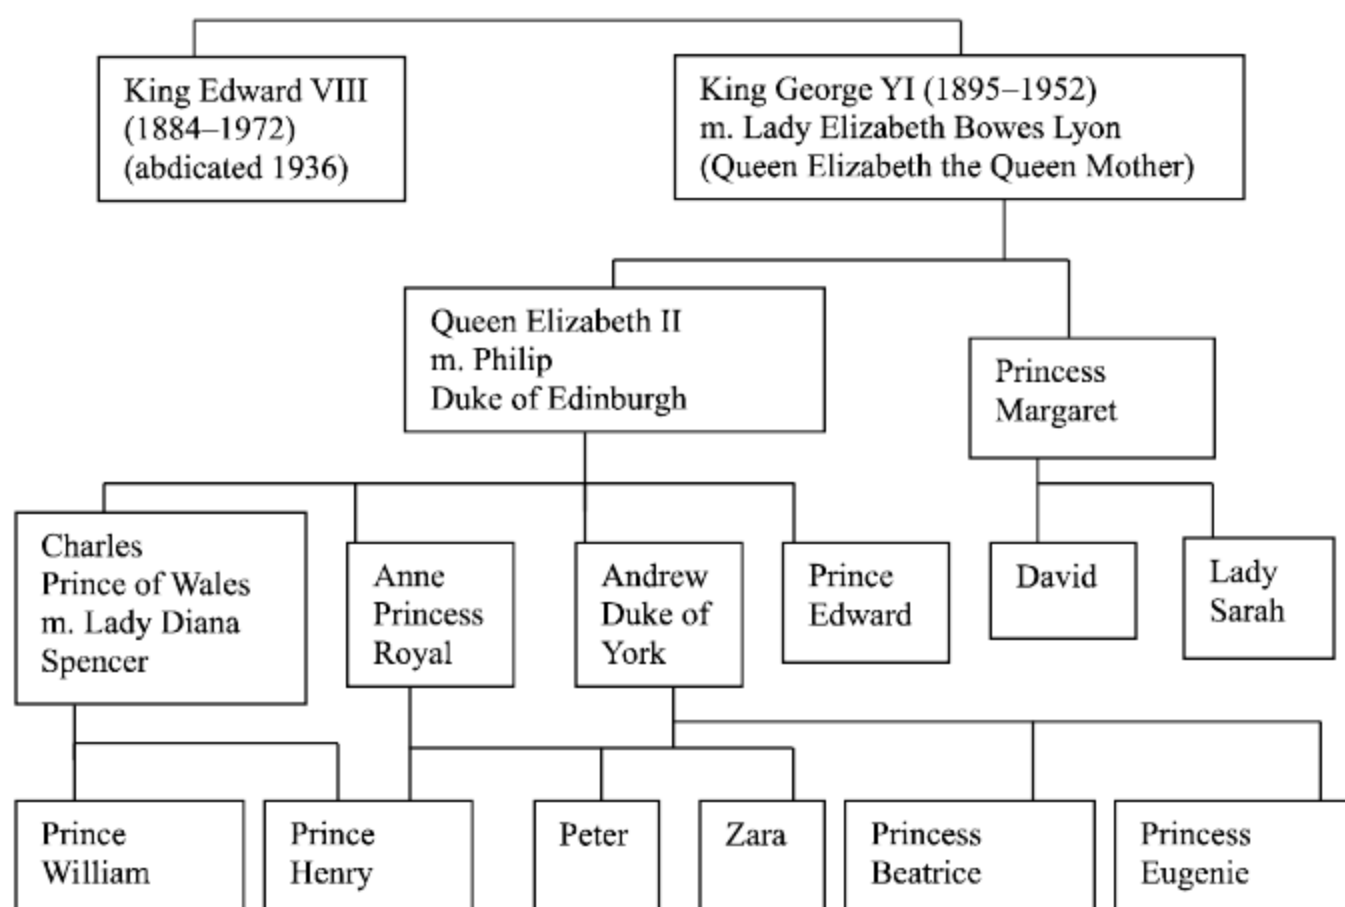 King Edward VIII
(1884–1972)
(abdicated 1936)
King George YI (1895–1952)
m. Lady Elizabeth Bowes Lyon
(Queen Elizabeth the Queen Mother)
Queen Elizabeth II
m. Philip
Duke of Edinburgh
Princess
Margaret
Charles
Prince of Wales
m. Lady Diana
Spencer
Anne
Princess
Royal
Andrew
Duke of
York
Prince
Edward
David
Lady
Sarah
Prince
William
Prince
Henry
Peter
Zara
Princess
Beatrice
Princess
Eugenie